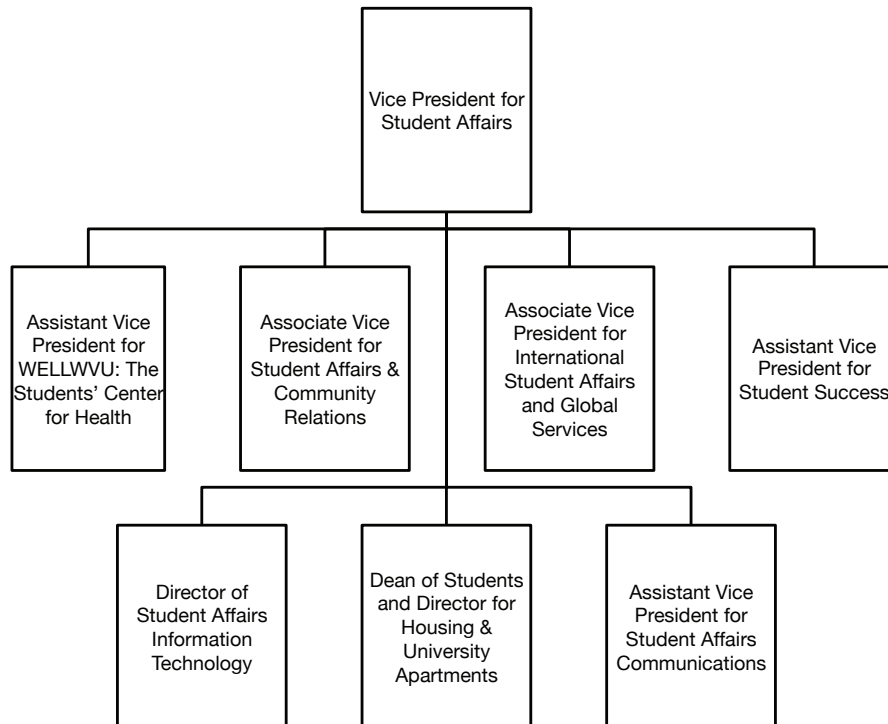 Vice President for
Student Affairs
Assistant Vice
President for
WELLWVU: The
Students’ Center
for Health
Associate Vice
President for
Student Affairs &
Community
Relations
Associate Vice
President for
International
Student Affairs
and Global
Services
Assistant Vice
President for
Student Success
Director of
Student Affairs
Information
Technology
Dean of Students
and Director for
Housing &
University
Apartments
Assistant Vice
President for
Student Affairs
Communications